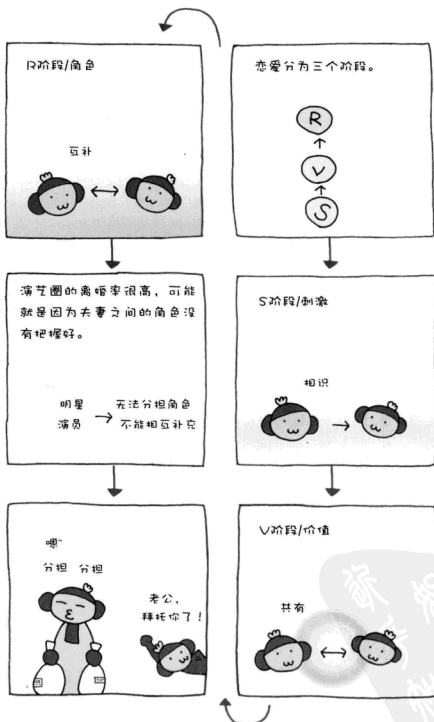 恋爱分为三个阶段。
R
V
S
S阶段/刺激
相识
V阶段/价值
共有
R阶段/角色
互补
演艺圈的离婚率很高，可能
就是因为夫妻之间的角色没
有把握好。
明星 → 无法分担角色
演员 不能相互补充
嗯~
分担 分担
老公，
拜托你了！